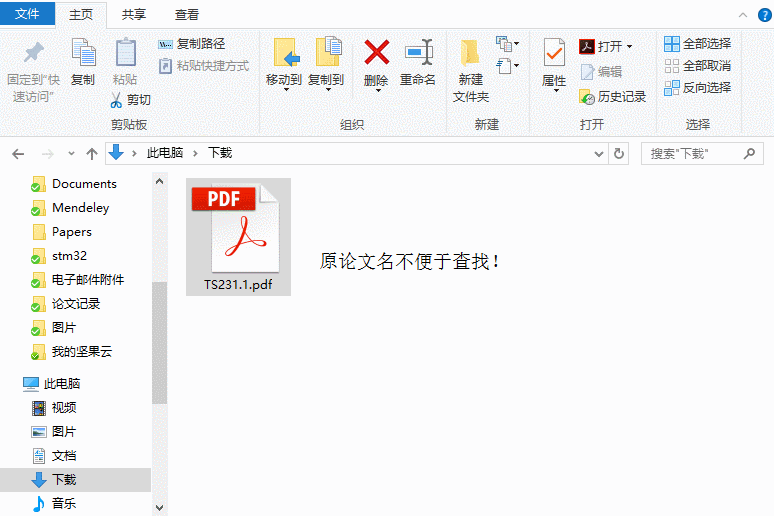 文件
主页
共享
查看
固定到“快
速访问”
复制
粘贴
复制路径
粘贴快捷方式
剪切
剪贴板
移动到
复制到
删除
重命名
组织
新建
文件夹
新建
属性
打开
编辑
历史记录
打开
全部选择
全部取消
反向选择
选择
此电脑
下载
搜索"下载"
Documents
Mendeley
Papers
stm32
电子邮件附件
论文记录
图片
我的坚果云
此电脑
视频
图片
文档
下载
音乐
PDF
TS231.1.pdf
原论文名不便于查找！